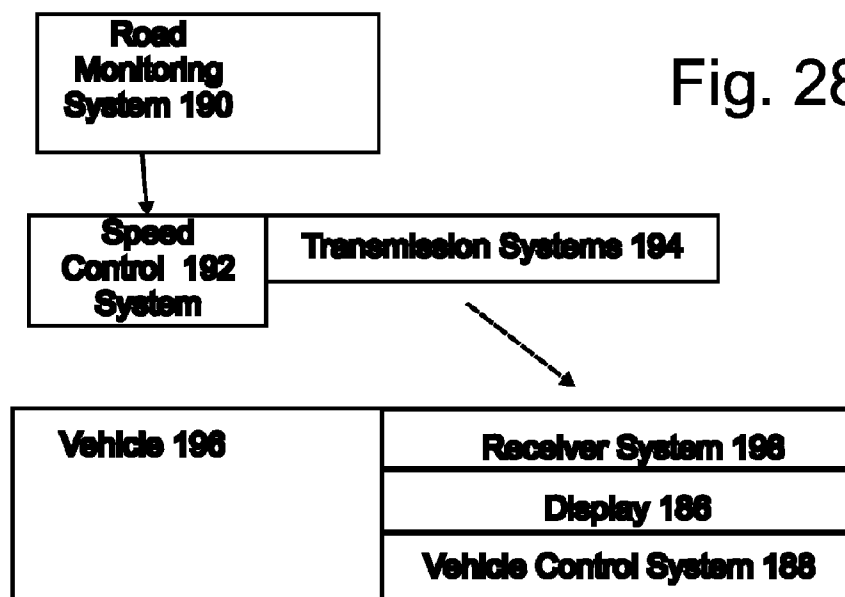 Road
Monitoring
System 190
Fig. 28
Speed
Control 192
System
Transmission Systems 194
Vehicle 196
Receiver System 198
Display 186
Vehicle Control System 188